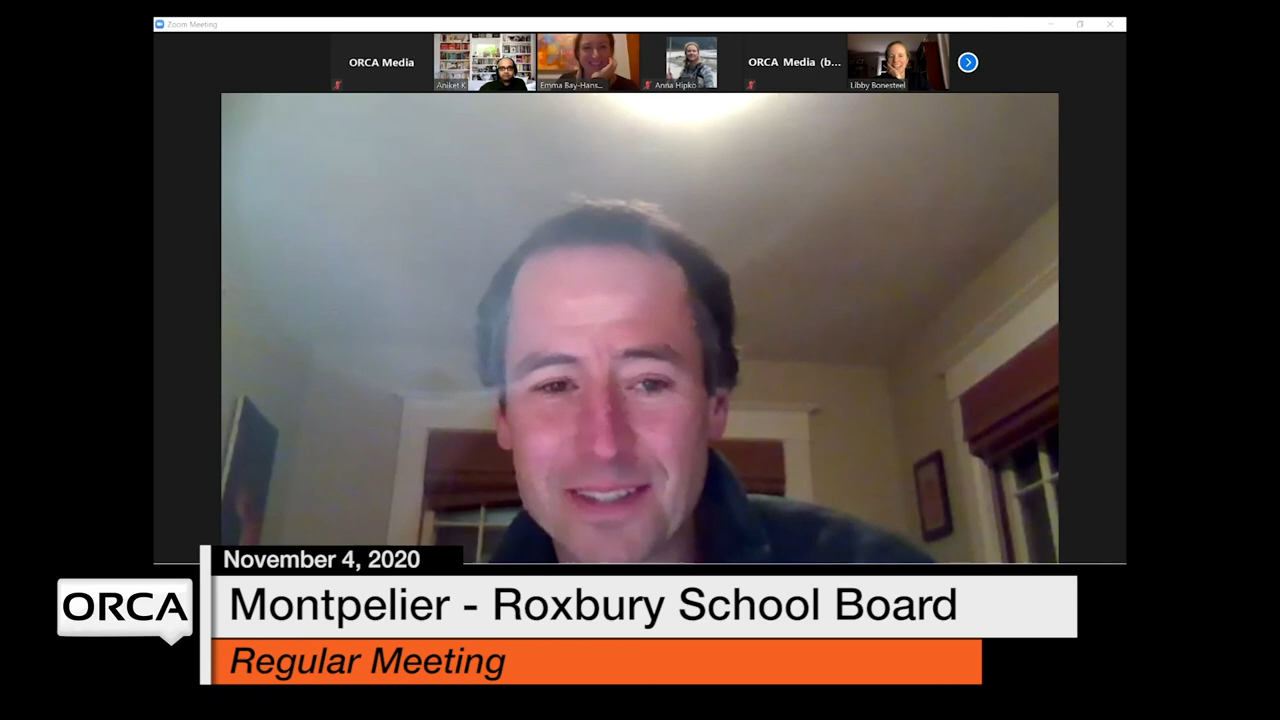 Zoom Meeting
ORCA Media
Aniket K
Emma Bay-Hans...
Anna Hipko
ORCA Media (b...
Libby Bonesteel
November 4, 2020
ORCA
Montpelier - Roxbury School Board
Regular Meeting